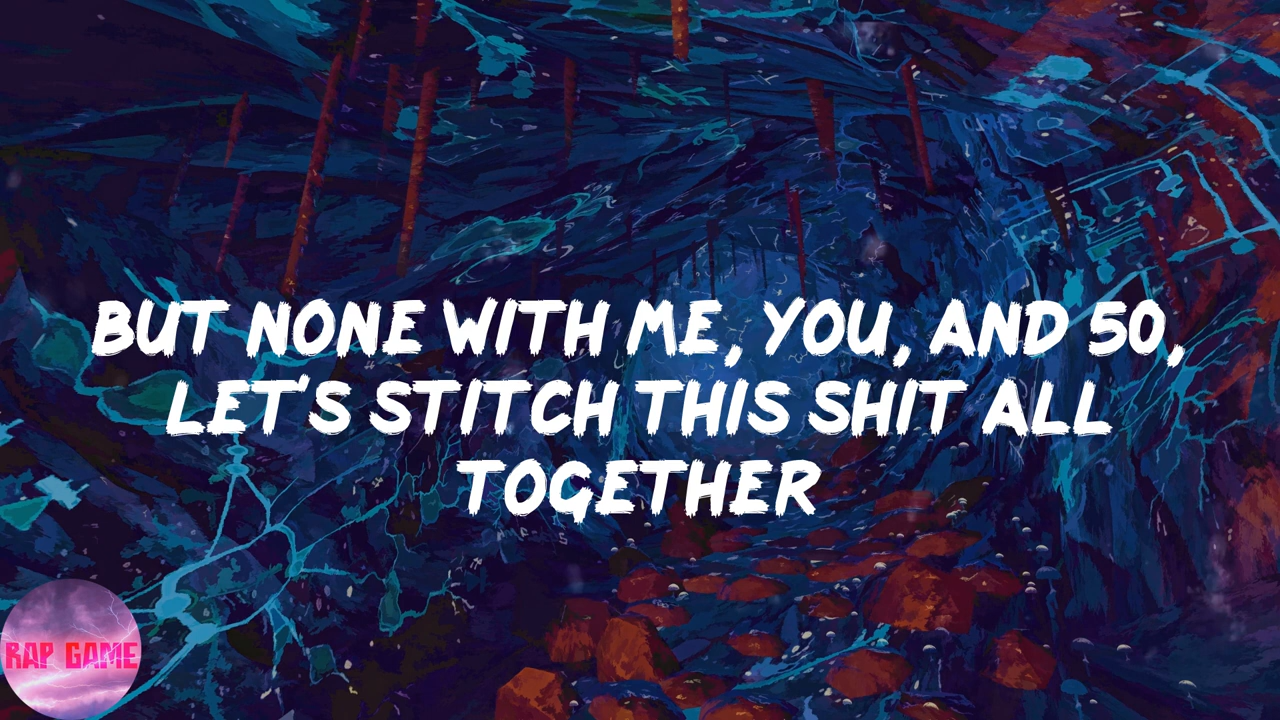 BUT NONE WITH ME, YOU, AND 50,
LET'S STITCH THIS SHIT ALL
TOGETHER
RAP GAME